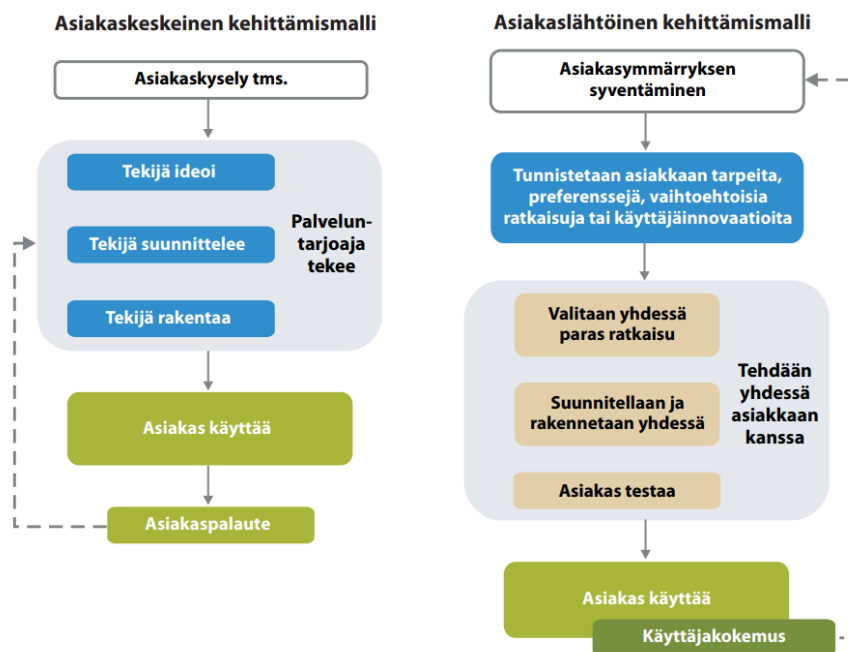 Asiakaskeskeinen kehittämismalli
Asiakaskysely tms.
Tekijä ideoi
Tekijä suunnittelee
Tekijä rakentaa
Palvelun-
tarjoaja
tekee
Asiakas käyttää
Asiakaspalaute
Asiakaslähtöinen kehittämismalli
Asiakasymmärryksen
syventäminen
Tunnistetaan asiakkaan tarpeita,
preferenssejä, vaihtoehtoisia
ratkaisuja tai käyttäjäinnovaatioita
Valitaan yhdessä
paras ratkaisu
Suunnitellaan ja
rakennetaan yhdessä
Asiakas testaa
Tehdään
yhdessä
asiakkaan
kanssa
Asiakas käyttää
Käyttäjakokemus